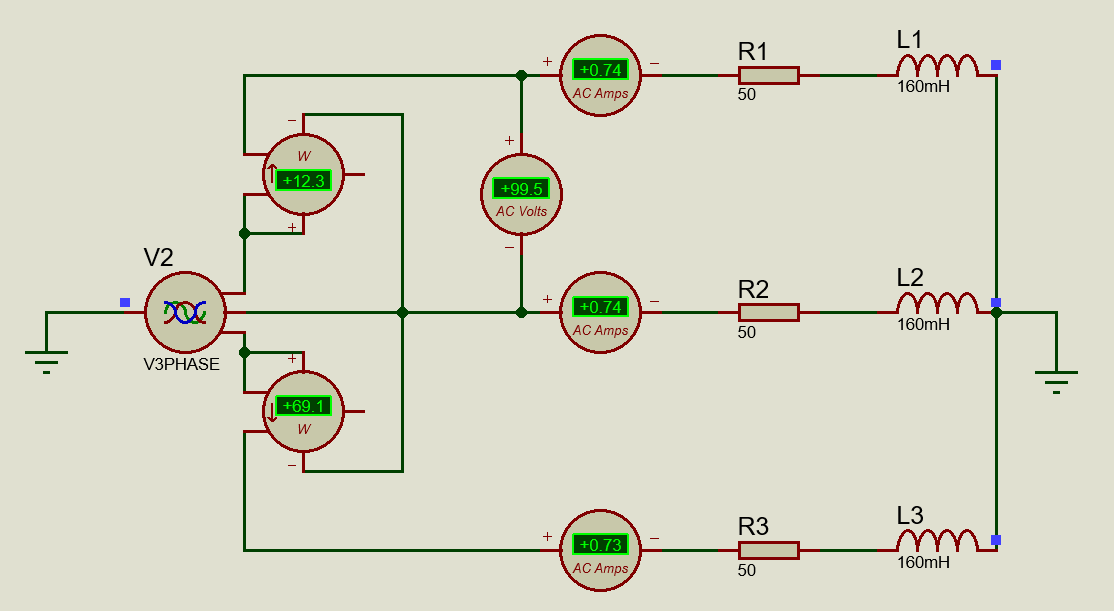 L1
R1
+ +0.74 −
AC Amps
50
160mH
−
W
+12.3
+
+
+99.5
AC Volts
−
V2
V3PHASE
L2
R2
+ +0.74 −
AC Amps
50
160mH
+
+69.1
W
−
L3
R3
+ +0.73 −
AC Amps
50
160mH